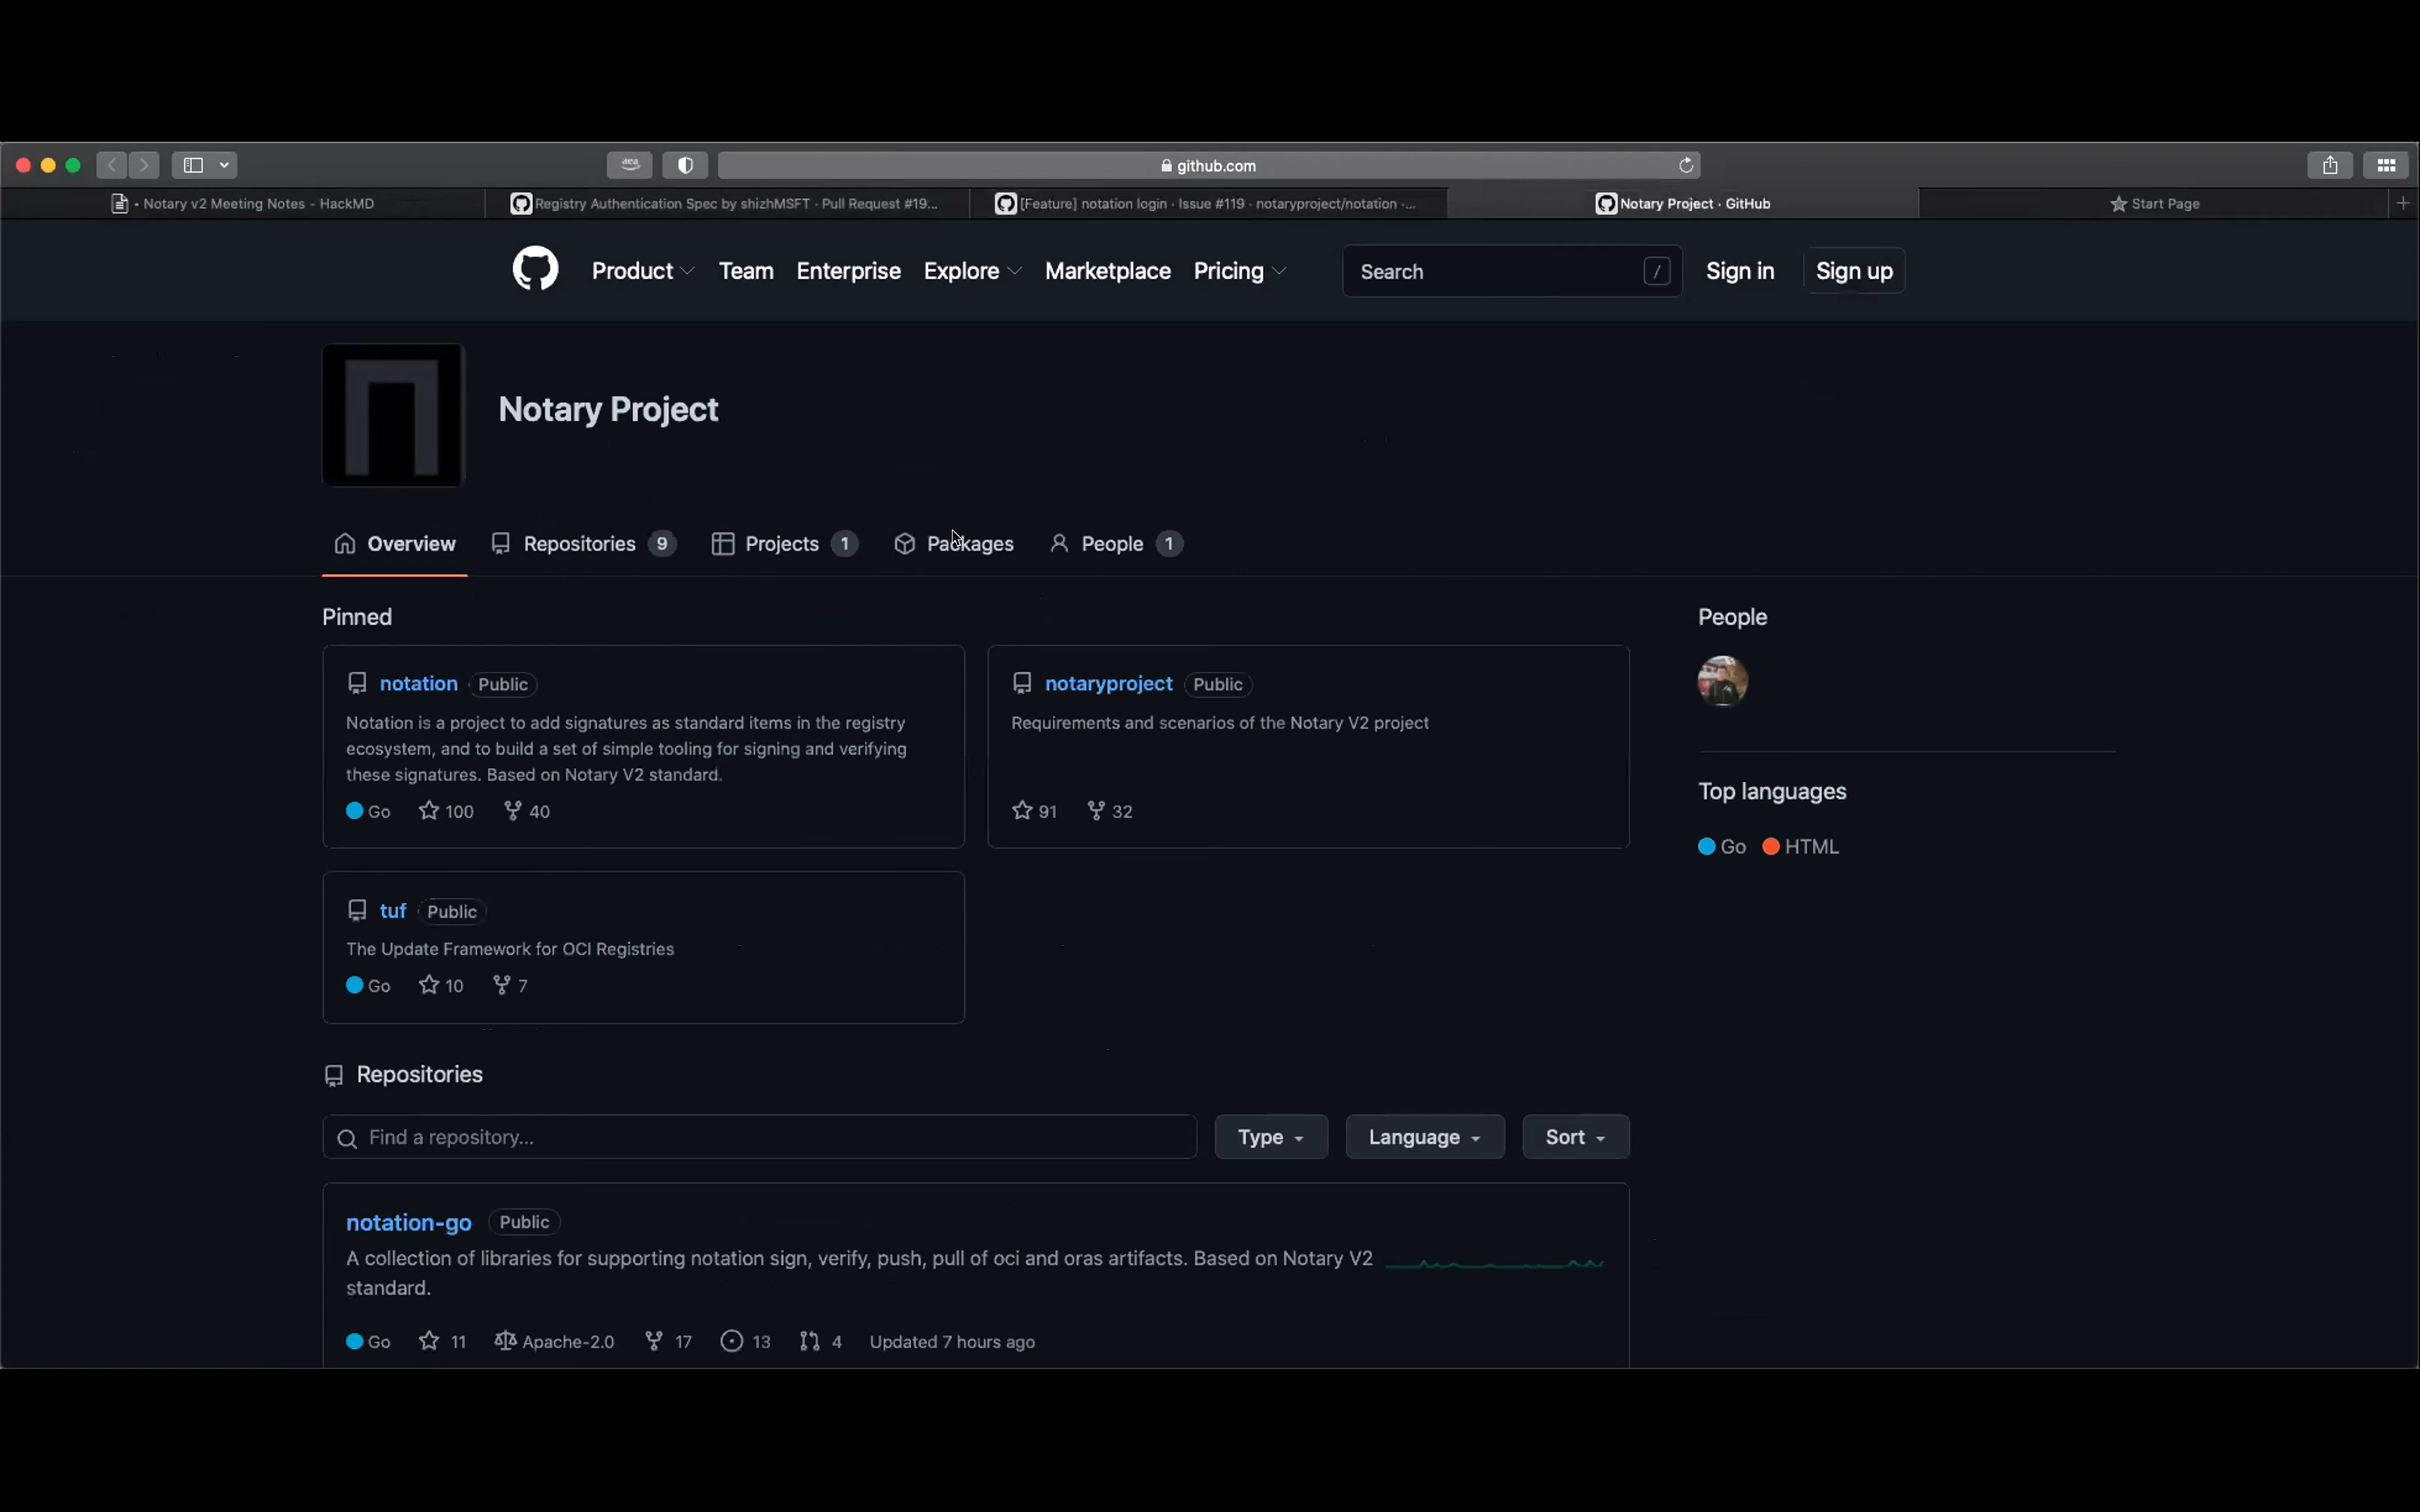 github.com
• Notary v2 Meeting Notes - HackMD
Registry Authentication Spec by shizhMSFT · Pull Request #19...
[Feature] notation login · Issue #119 · notaryproject/notation ·...
Notary Project · GitHub
Start Page
Product
Team
Enterprise
Explore
Marketplace
Pricing
Search /
Sign in
Sign up
Notary Project
Overview
Repositories 9
Projects 1
Packages
People 1
Pinned
notation Public
Notation is a project to add signatures as standard items in the registry
ecosystem, and to build a set of simple tooling for signing and verifying
these signatures. Based on Notary V2 standard.
Go 100 40
notaryproject Public
Requirements and scenarios of the Notary V2 project
91 32
tuf Public
The Update Framework for OCI Registries
Go 10 7
People
Top languages
Go HTML
Repositories
Find a repository...
Type
Language
Sort
notation-go Public
A collection of libraries for supporting notation sign, verify, push, pull of oci and oras artifacts. Based on Notary V2
standard.
Go 11 Apache-2.0 17 13 4 Updated 7 hours ago